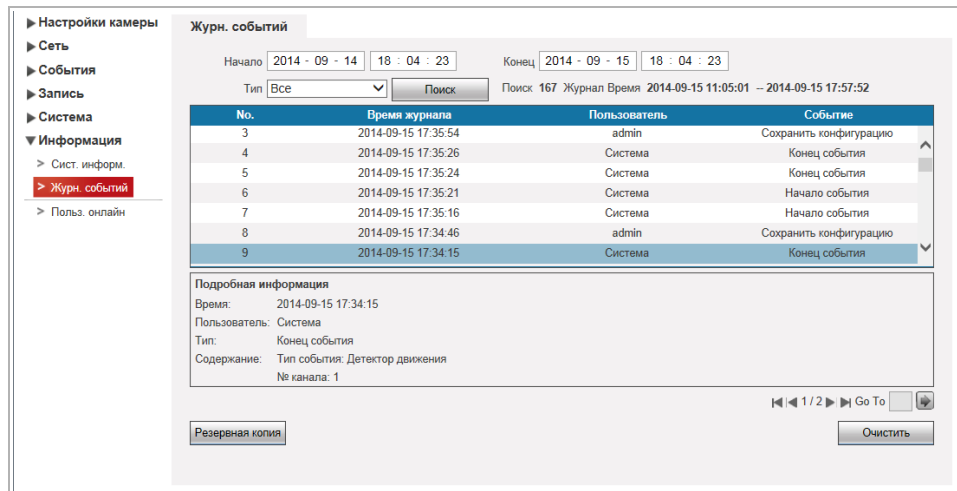 Настройки камеры
Сеть
События
Запись
Система
Информация
> Сист. информ.
> Журн. событий
> Польз. онлайн
Журн. событий
Начало 2014 - 09 - 14 18 : 04 : 23 Конец 2014 - 09 - 15 18 : 04 : 23
Тип Все Поиск Поиск 167 Журнал Время 2014-09-15 11:05:01 -- 2014-09-15 17:57:52
No. Время журнала Пользователь Событие
3 2014-09-15 17:35:54 admin Сохранить конфигурацию
4 2014-09-15 17:35:26 Система Конец события
5 2014-09-15 17:35:24 Система Конец события
6 2014-09-15 17:35:21 Система Начало события
7 2014-09-15 17:35:16 Система Начало события
8 2014-09-15 17:34:46 admin Сохранить конфигурацию
9 2014-09-15 17:34:15 Система Конец события
Подробная информация
Время: 2014-09-15 17:34:15
Пользователь: Система
Тип: Конец события
Содержание: Тип события: Детектор движения
№ канала: 1
1 / 2 Go To
Резервная копия Очистить